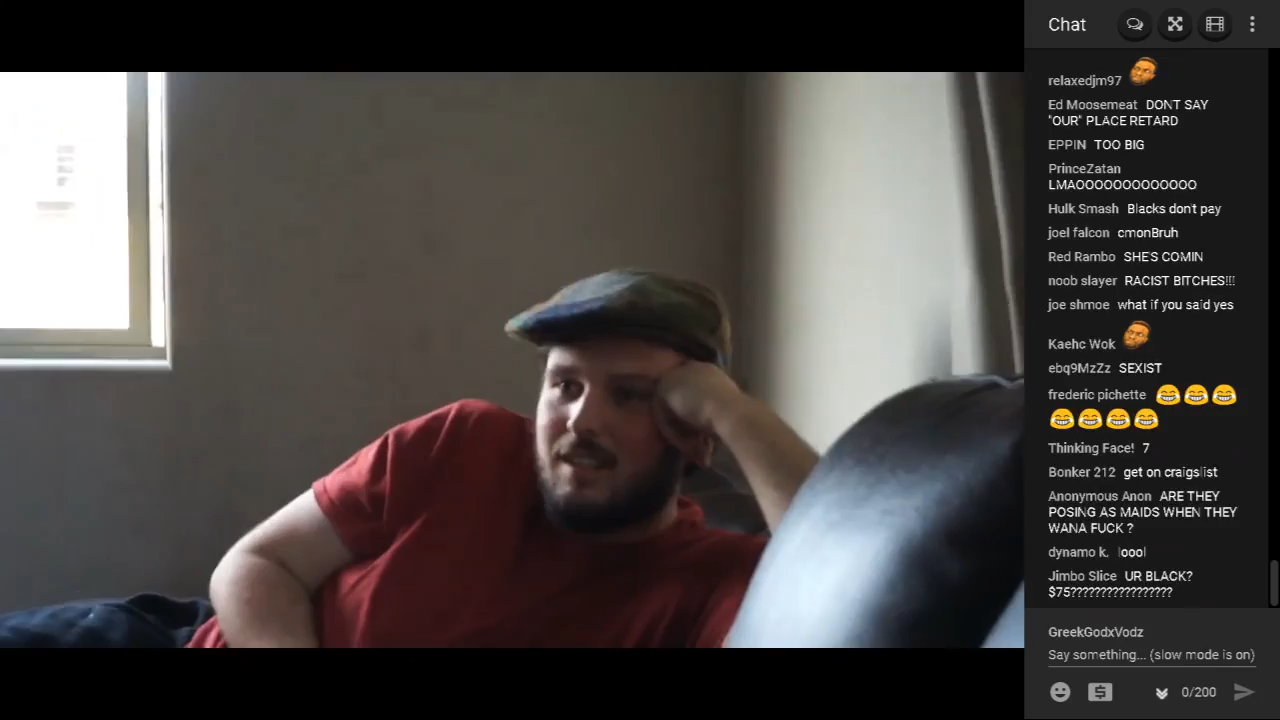 Chat
relaxedjm97
Ed Moosemeat DONT SAY
"OUR" PLACE RETARD
EPPIN TOO BIG
PrinceZatan
LMAOOOOOOOOOOOOO
Hulk Smash Blacks don't pay
joel falcon cmonBruh
Red Rambo SHE'S COMIN
noob slayer RACIST BITCHES!!!
joe shmoe what if you said yes
Kaehc Wok
ebq9MzZz SEXIST
frederic pichette
Thinking Face! 7
Bonker 212 get on craigslist
Anonymous Anon ARE THEY
POSING AS MAIDS WHEN THEY
WANA FUCK ?
dynamo k. loool
Jimbo Slice UR BLACK?
$75?????????????????
GreekGodxVodz
Say something... (slow mode is on)
0/200